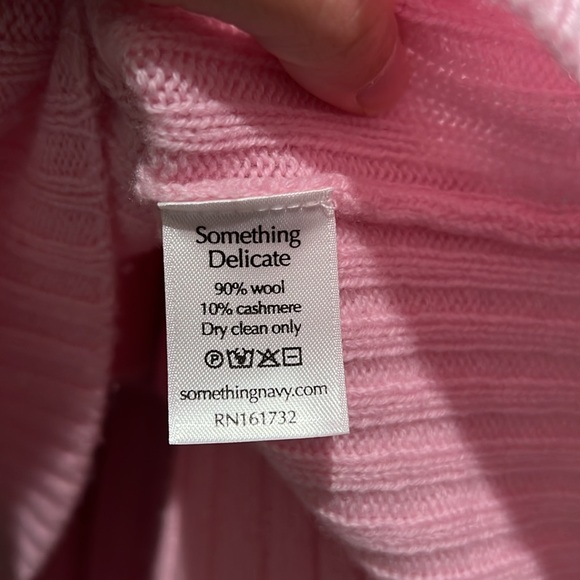 Something
Delicate
90% wool
10% cashmere
Dry clean only
P
somethingnavy.com
RN161732